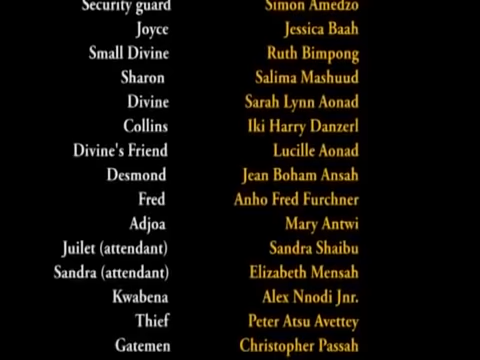 Security guard Simon Amedzo
Joyce Jessica Baah
Small Divine Ruth Bimpong
Sharon Salima Mashuud
Divine Sarah Lynn Aonad
Collins Iki Harry Danzerl
Divine's Friend Lucille Aonad
Desmond Jean Boham Ansah
Fred Anho Fred Furchner
Adjoa Mary Antwi
Juilet (attendant) Sandra Shaibu
Sandra (attendant) Elizabeth Mensah
Kwabena Alex Nnodi Jnr.
Thief Peter Atsu Avettey
Gatemen Christopher Passah